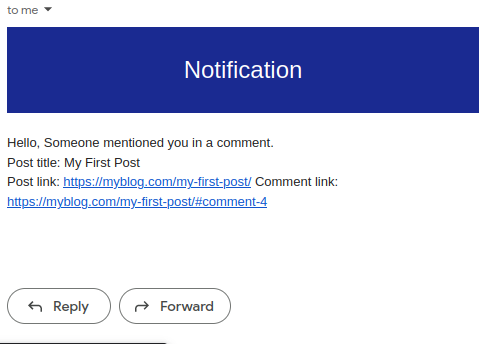 to me
Notification
Hello, Someone mentioned you in a comment.
Post title: My First Post
Post link: https://myblog.com/my-first-post/ Comment link:
https://myblog.com/my-first-post/#comment-4
Reply
Forward